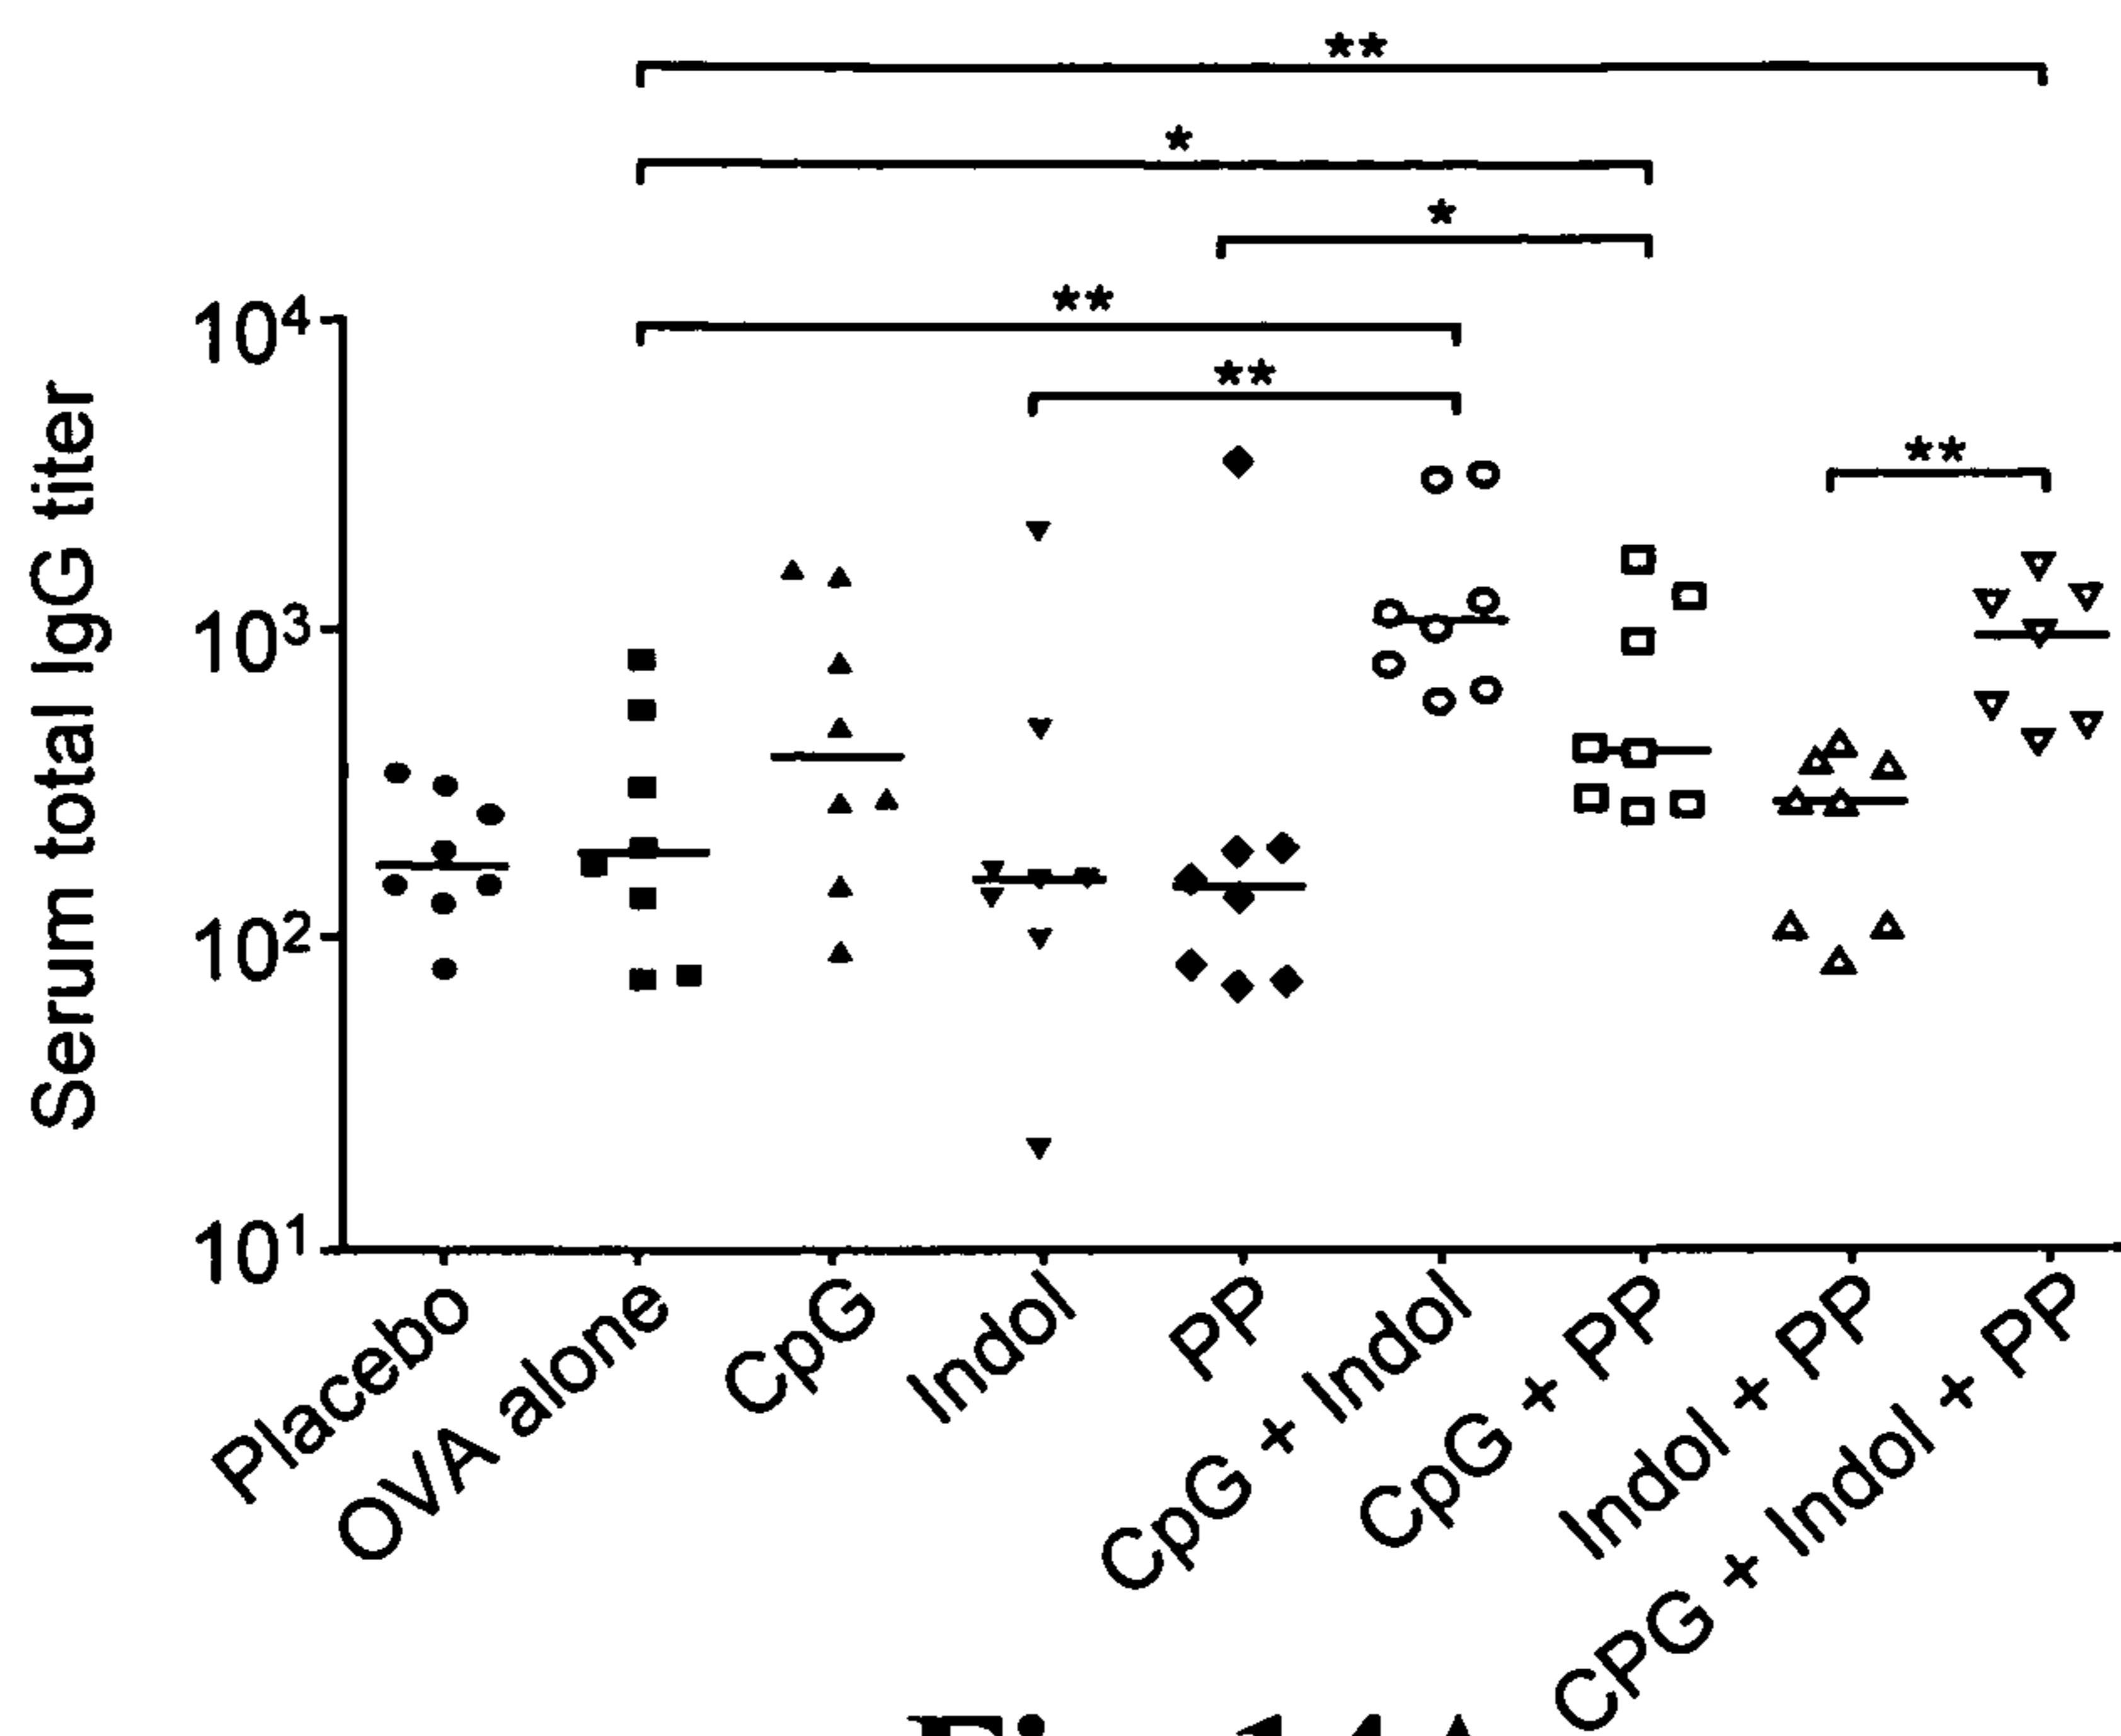 **
*
*
**
**
**
Serum total IgG titer
10⁴
10³
10²
10¹
Placebo
OVA alone
CpG
Indol
PP
CpG + Indol
CpG + PP
Indol + PP
CPG + Indol + PP